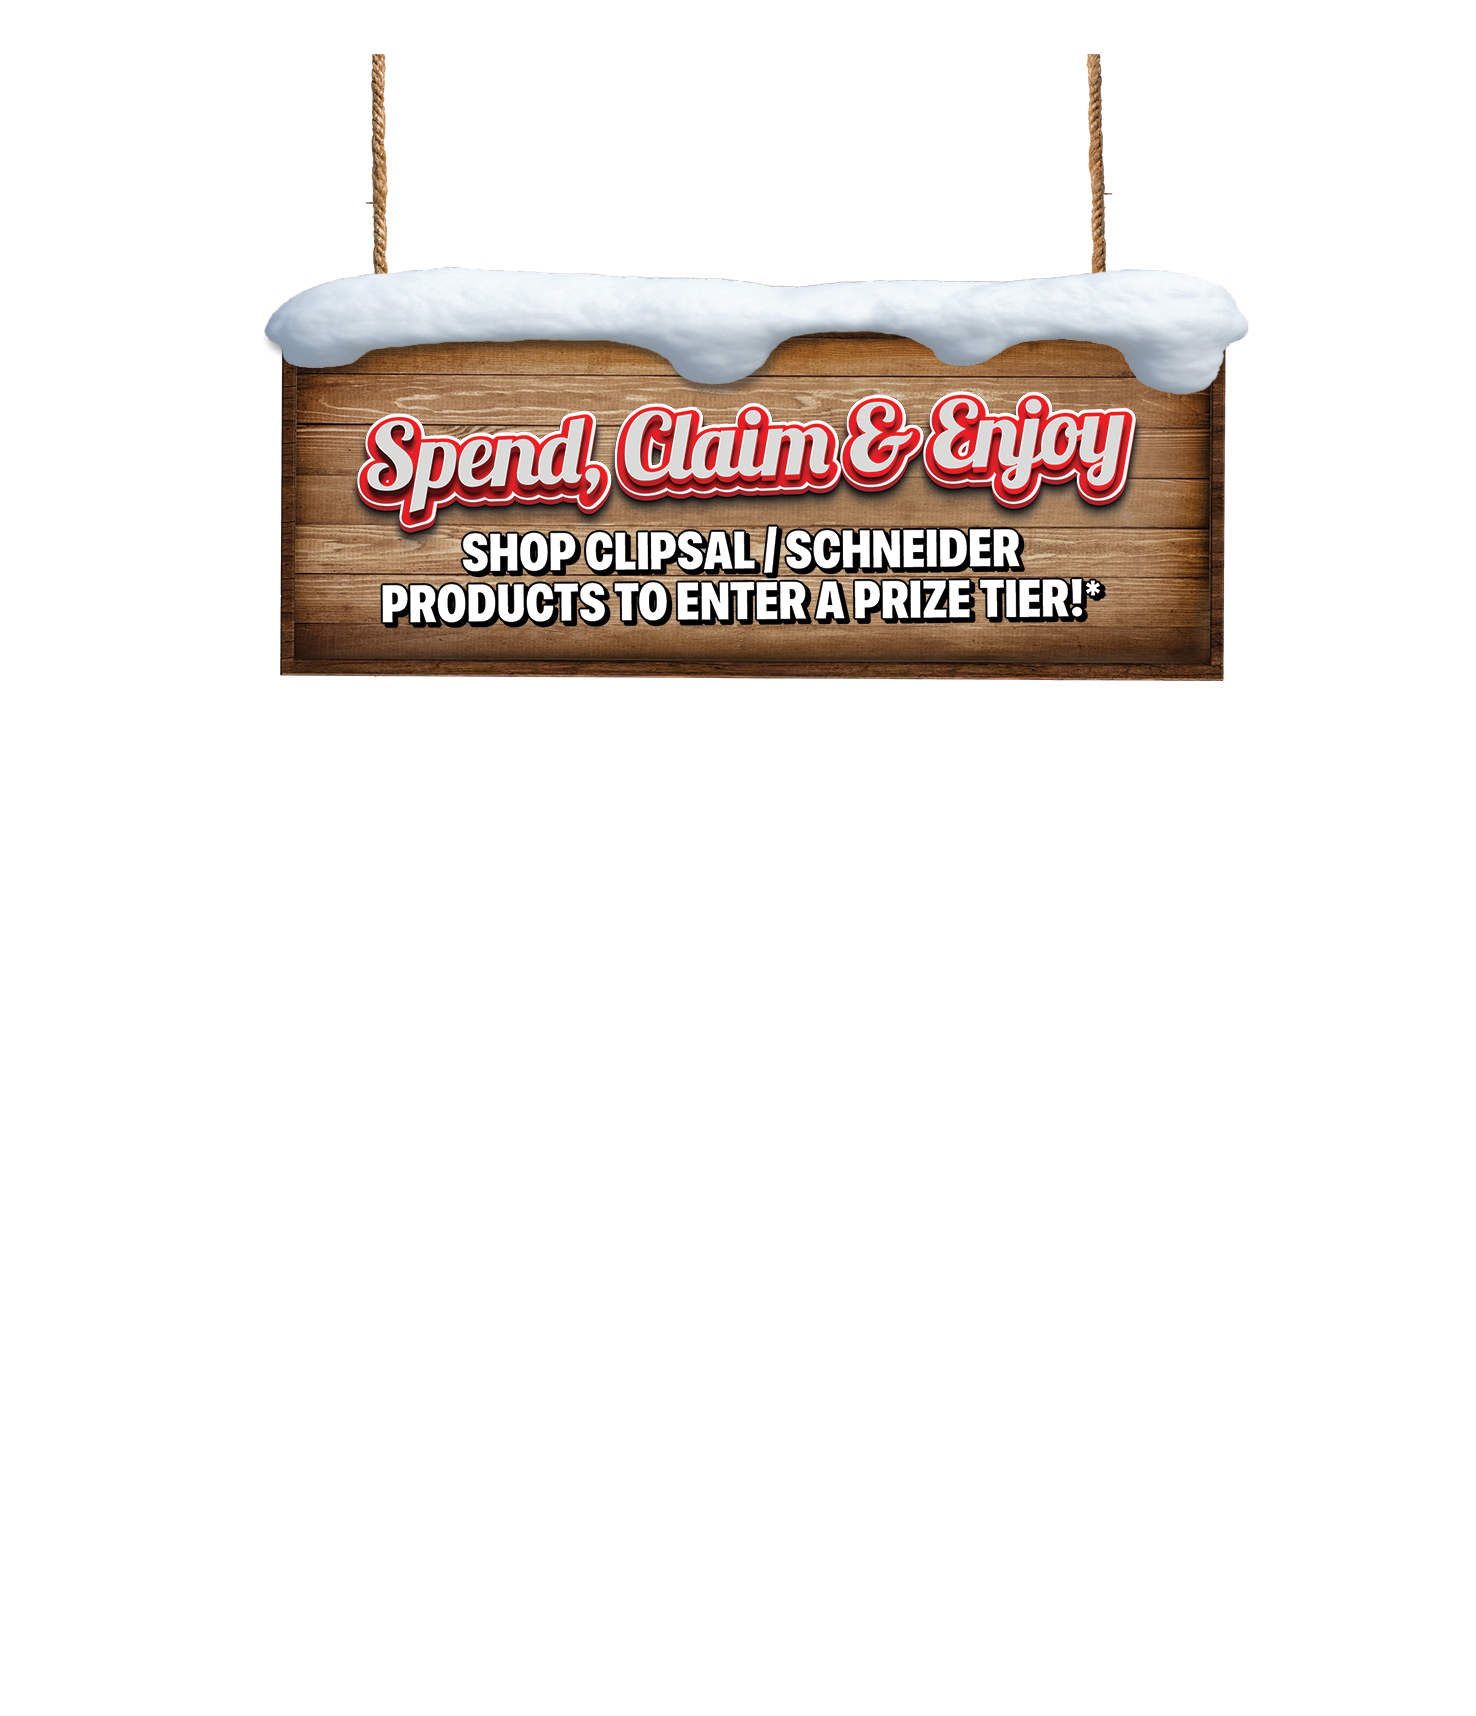 Spend, Claim & Enjoy
SHOP CLIPSAL / SCHNEIDER
PRODUCTS TO ENTER A PRIZE TIER!*